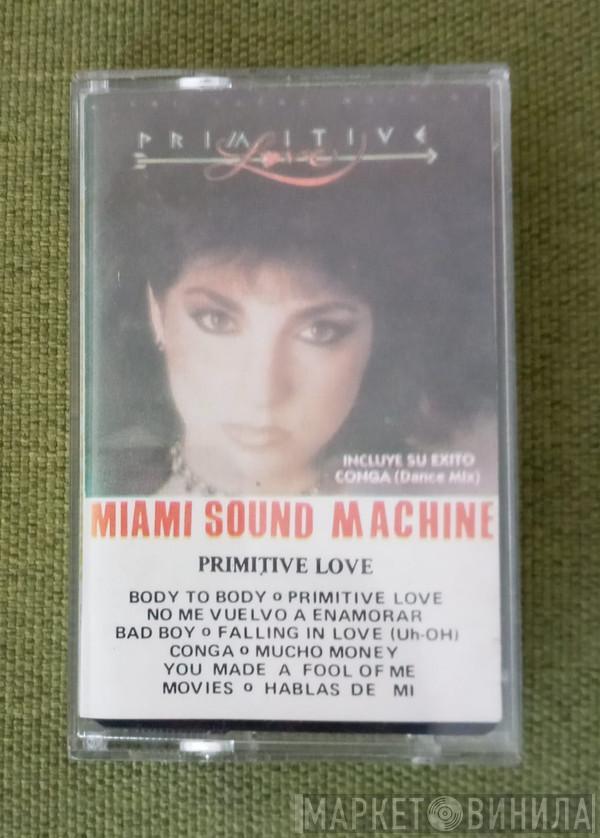 PRIMITIVE
Love
INCLUYE SU EXITO
CONGA (Dance Mix)
MIAMI SOUND MACHINE
PRIMITIVE LOVE
BODY TO BODY o PRIMITIVE LOVE
NO ME VUELVO A ENAMORAR
BAD BOY o FALLING IN LOVE (Uh-OH)
CONGA o MUCHO MONEY
YOU MADE A FOOL OF ME
MOVIES o HABLAS DE MI
МАРКЕТ ВИНИЛА